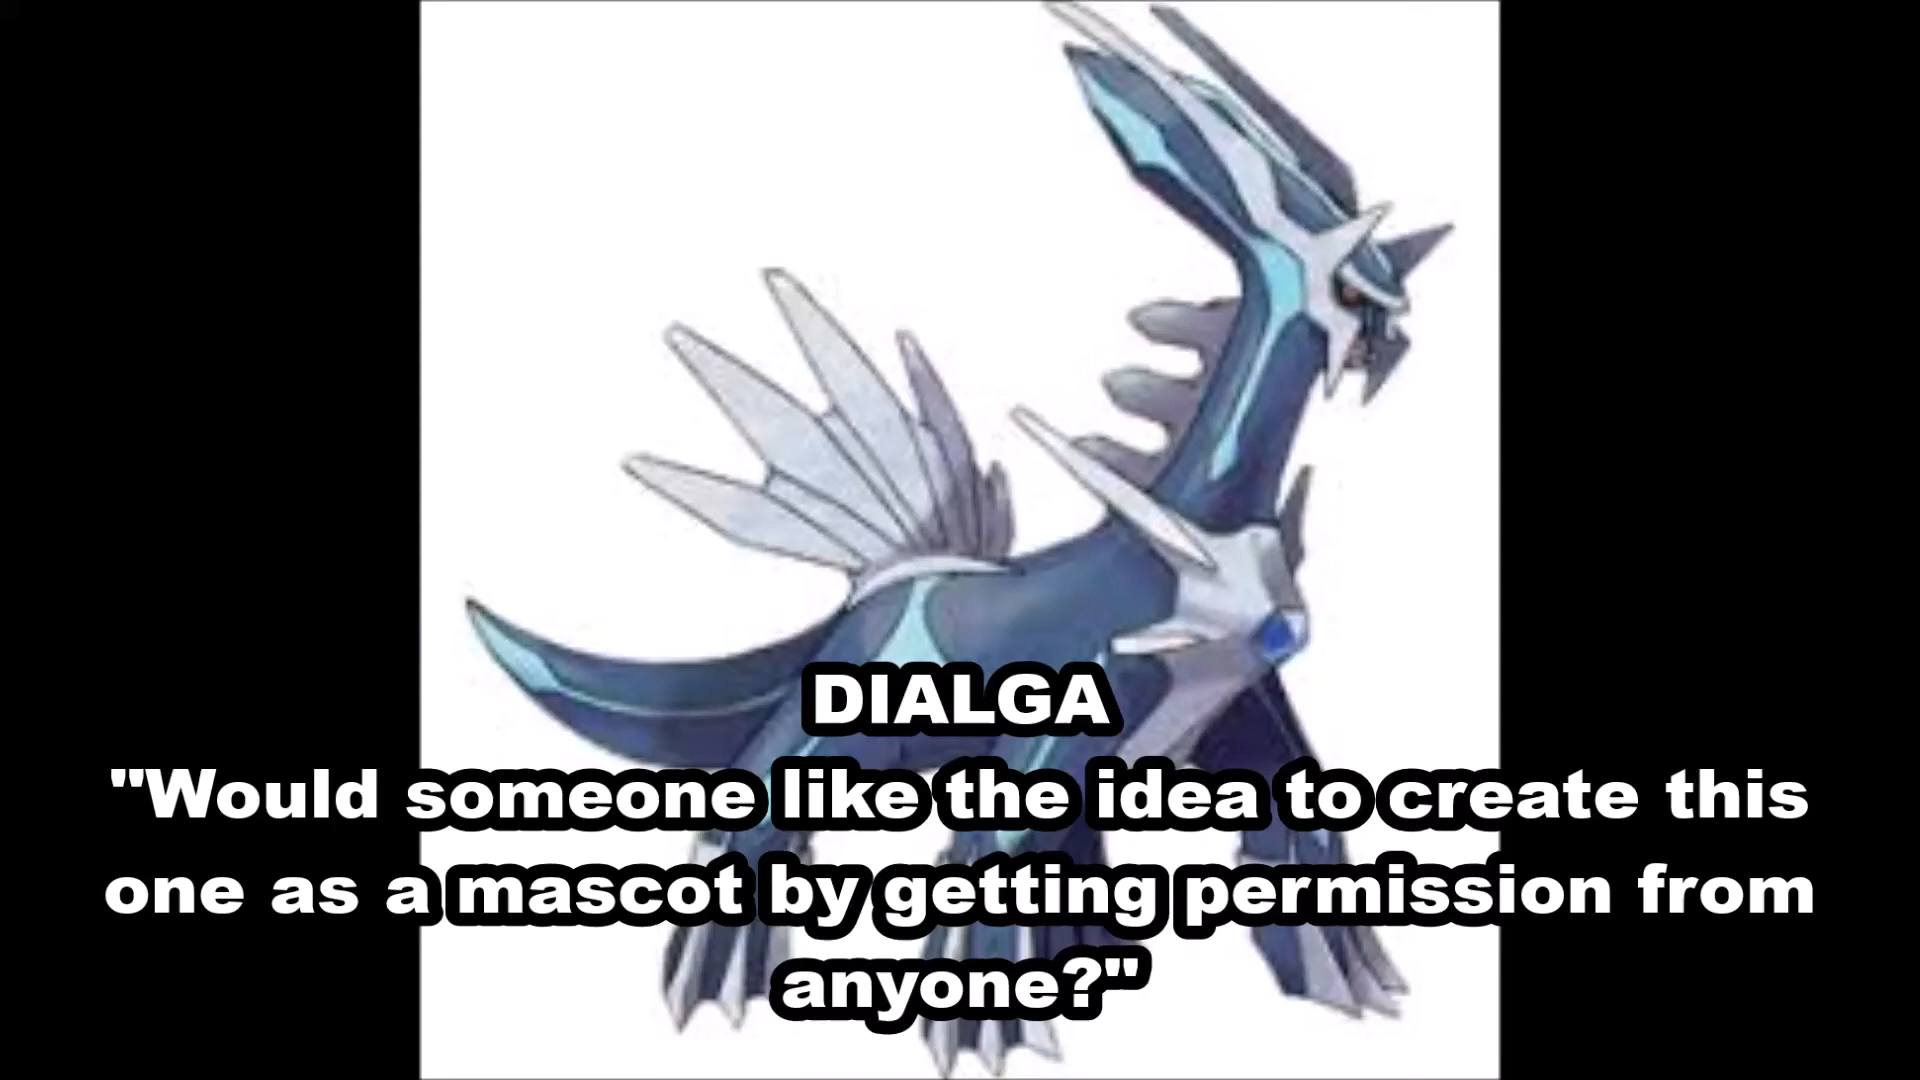 DIALGA
"Would someone like the idea to create this
one as a mascot by getting permission from
anyone?"